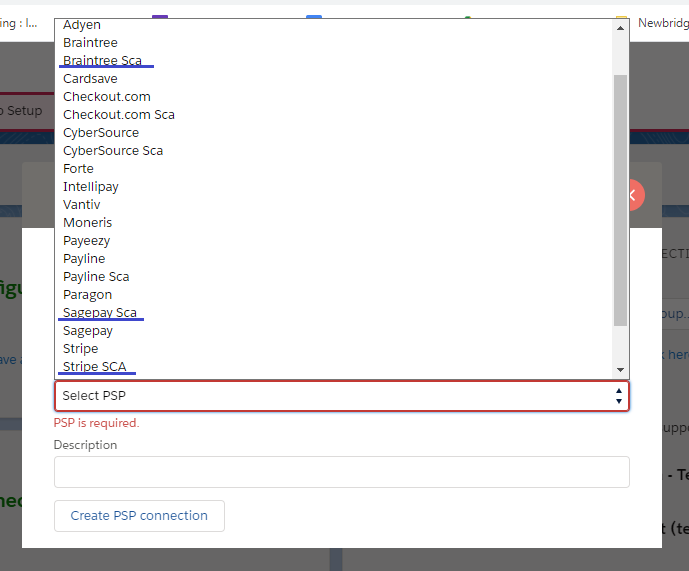 ing : I...
Newbridg
Adyen
Braintree
Braintree Sca
Cardsave
Checkout.com
Checkout.com Sca
CyberSource
CyberSource Sca
Forte
Intellipay
Vantiv
Moneris
Payeezy
Payline
Payline Sca
Paragon
Sagepay Sca
Sagepay
Stripe
Stripe SCA
Select PSP
PSP is required.
Description
Create PSP connection
Setup
ECTI
figu
oup...
ave a
here
uppo
- Te
nec
t (te